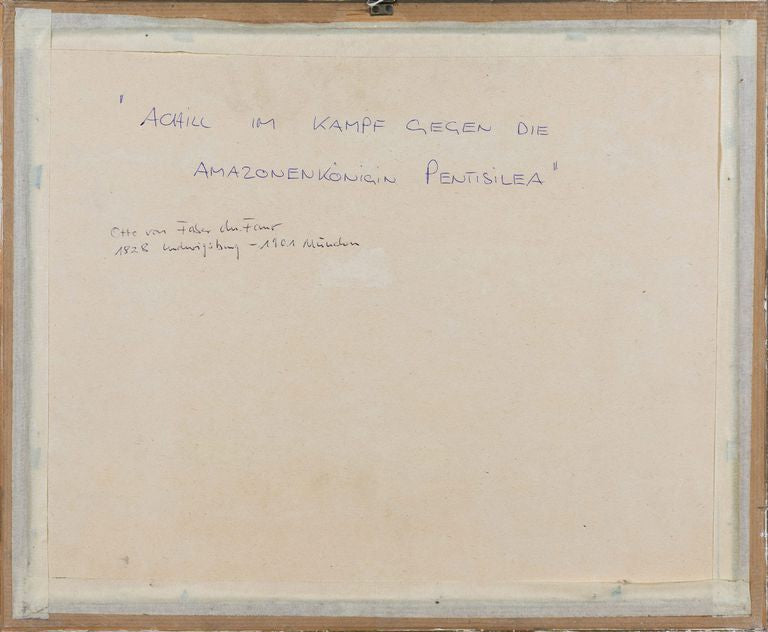 "ACHILL IM KAMPF GEGEN DIE
AMAZONENKÖNIGIN PENTISILEA"
Otto von Faber du Faur
1828 Ludwigsburg – 1901 München